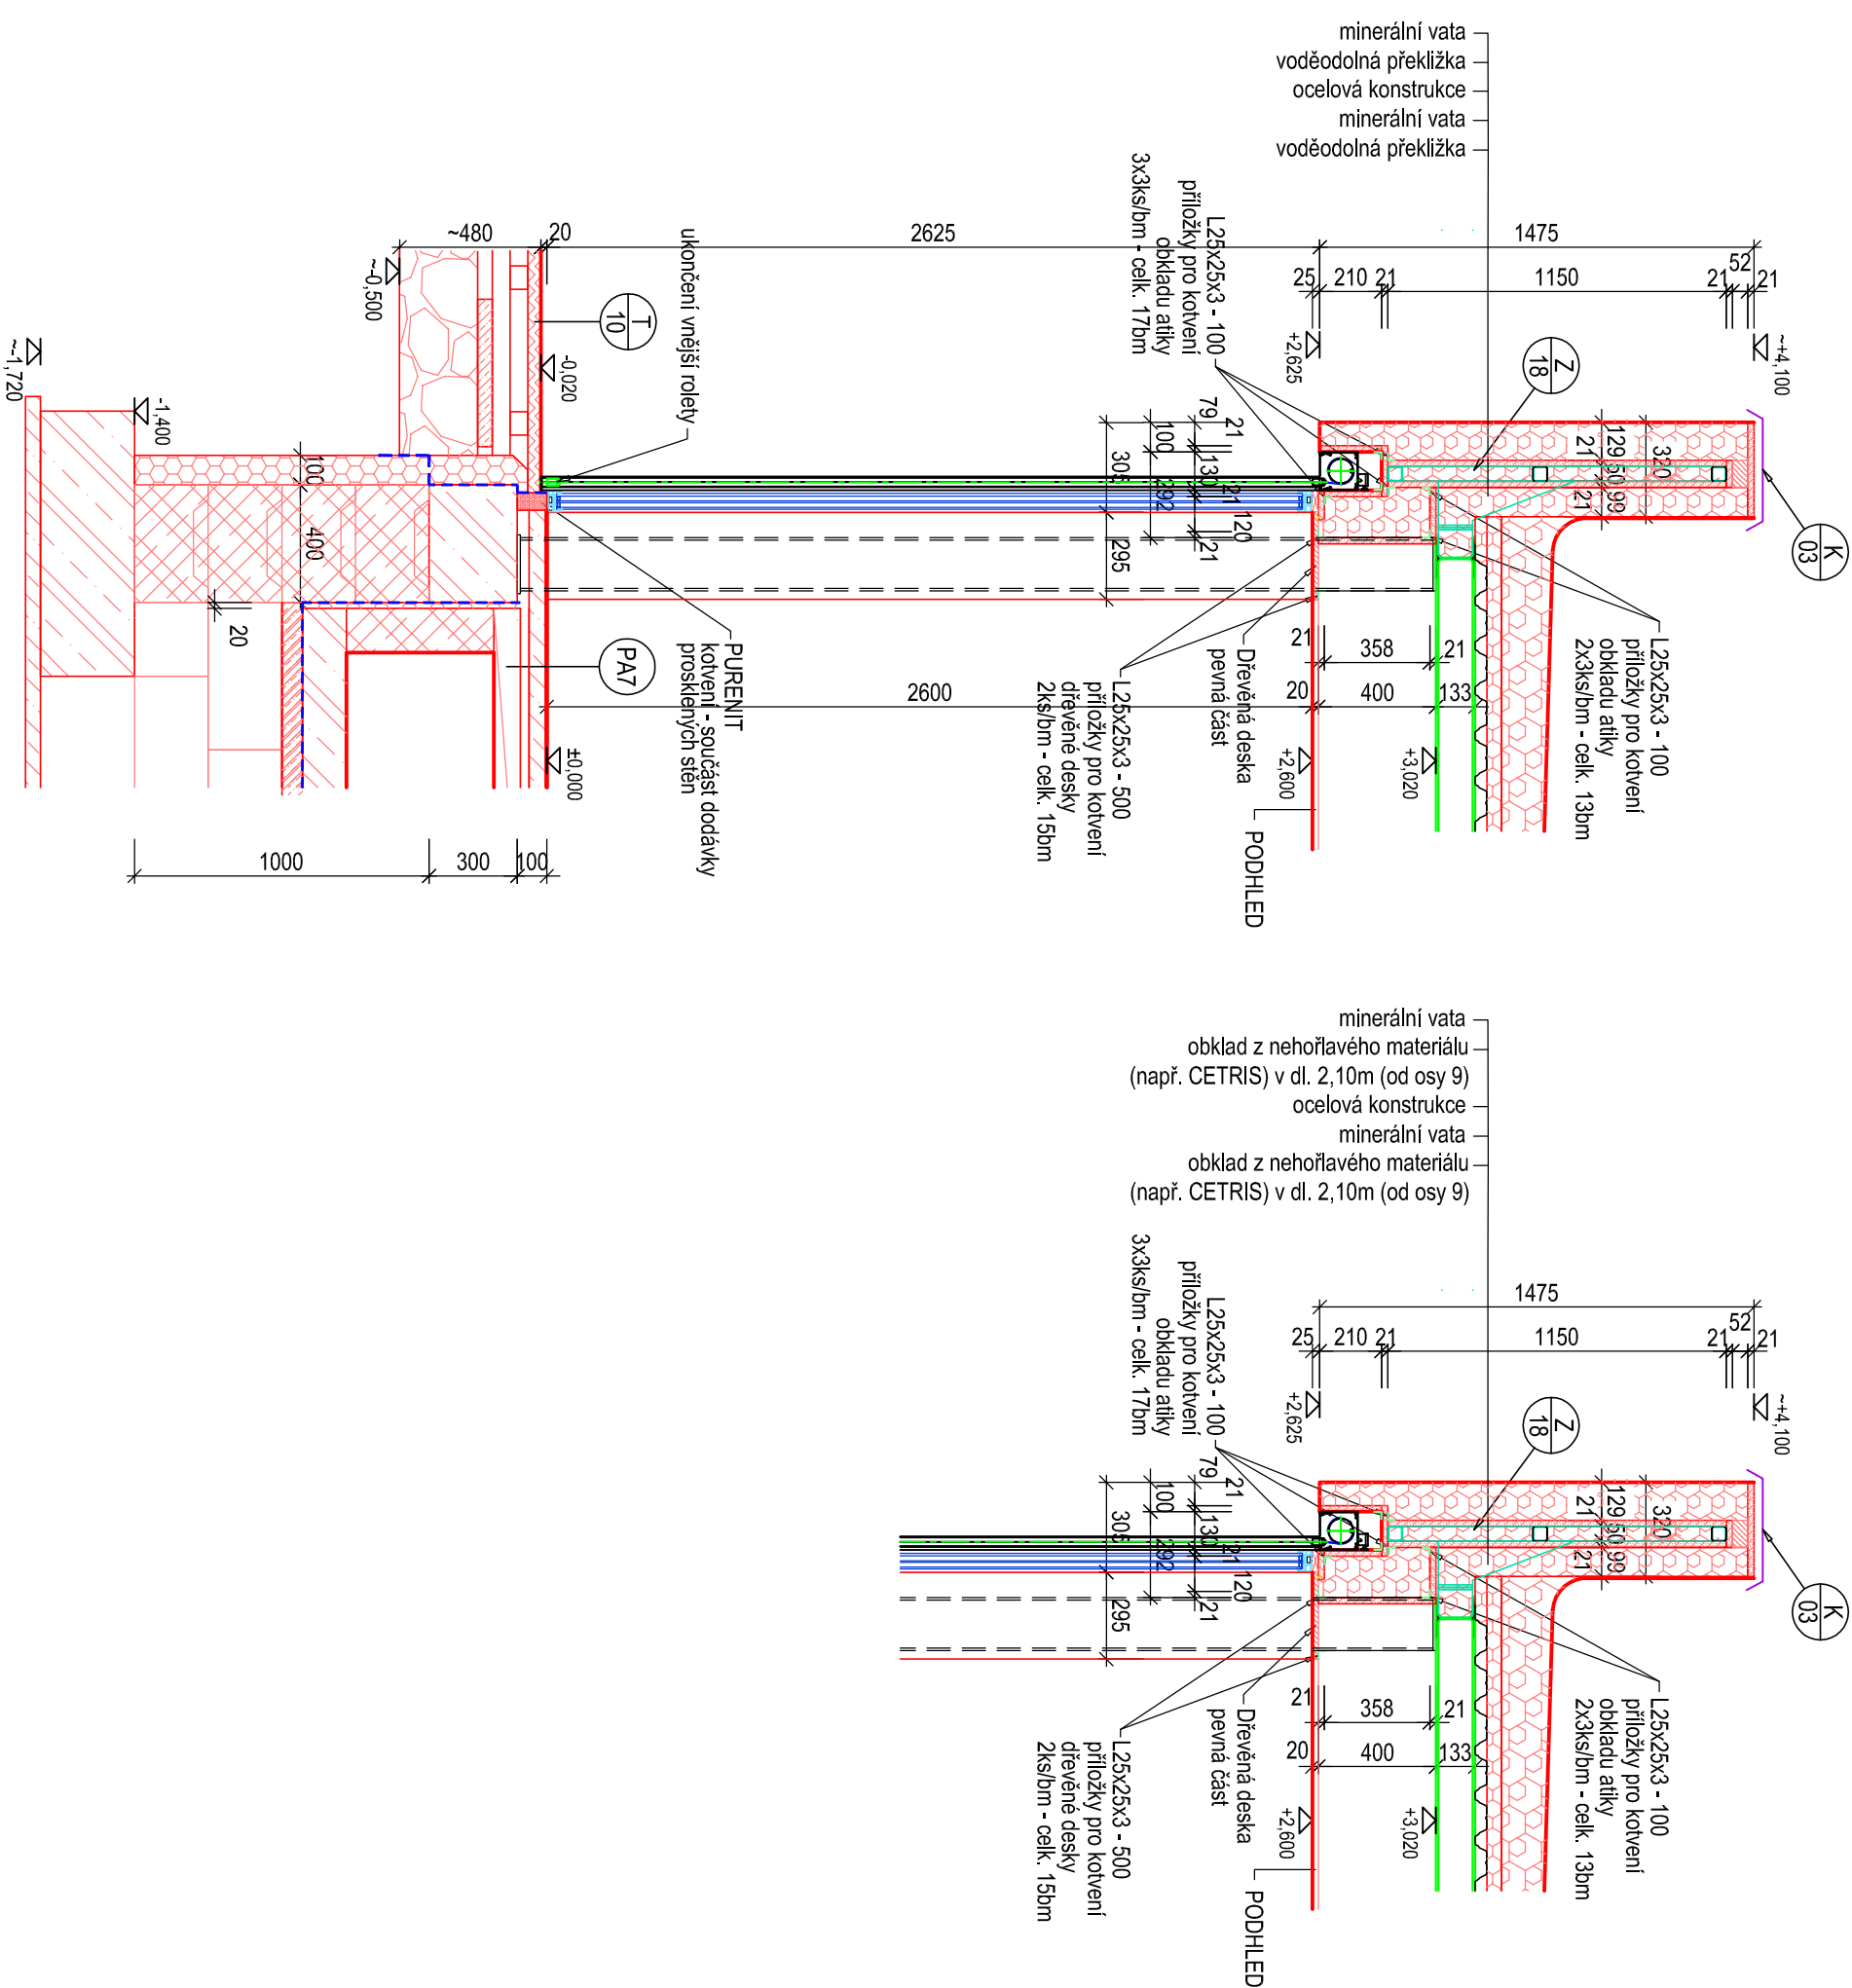 minerální vata
voděodolná překližka
ocelová konstrukce
minerální vata
voděodolná překližka
L25x25x3 - 100
příložky pro kotvení
obkladu atiky
3x3ks/bm - celk. 17bm
~480
20
2625
1475
25
210
21
1150
21
52
21
~-0,500
-0,020
+2,625
~+4,100
ukončení vnější rolety
T
10
Z
18
K
03
~-1,720
-1,400
79
21
100
130
305
292
21
120
21
295
129
50
99
320
21
21
100
400
20
PA7
PURENIT
kotvení - součást dodávky
prosklených stěn
L25x25x3 - 500
příložky pro kotvení
dřevěné desky
2ks/bm - celk. 15bm
Dřevěná deska
pevná část
PODHLED
L25x25x3 - 100
příložky pro kotvení
obkladu atiky
2x3ks/bm - celk. 13bm
21
358
21
2600
20
400
133
±0,000
+2,600
+3,020
1000
300
100
minerální vata
obklad z nehořlavého materiálu
(např. CETRIS) v dl. 2,10m (od osy 9)
ocelová konstrukce
minerální vata
obklad z nehořlavého materiálu
(např. CETRIS) v dl. 2,10m (od osy 9)
L25x25x3 - 100
příložky pro kotvení
obkladu atiky
3x3ks/bm - celk. 17bm
1475
25
210
21
1150
21
52
21
+2,625
~+4,100
Z
18
K
03
79
21
100
130
305
292
21
120
21
295
129
50
99
320
21
21
L25x25x3 - 500
příložky pro kotvení
dřevěné desky
2ks/bm - celk. 15bm
Dřevěná deska
pevná část
PODHLED
L25x25x3 - 100
příložky pro kotvení
obkladu atiky
2x3ks/bm - celk. 13bm
21
358
21
20
400
133
+2,600
+3,020